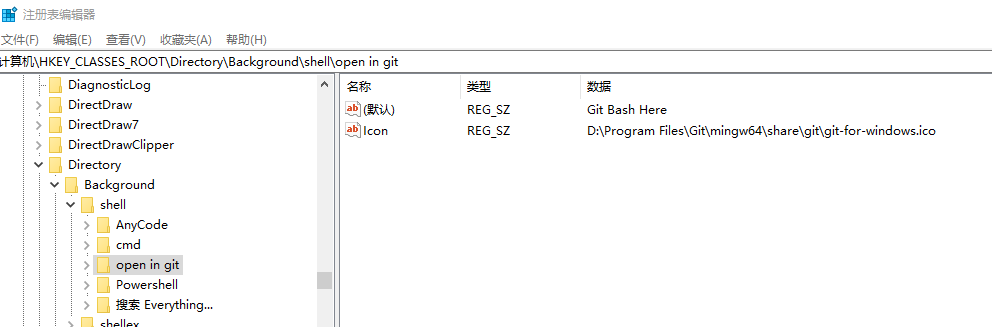 注册表编辑器
文件(F) 编辑(E) 查看(V) 收藏夹(A) 帮助(H)
计算机\HKEY_CLASSES_ROOT\Directory\Background\shell\open in git
DiagnosticLog
DirectDraw
DirectDraw7
DirectDrawClipper
Directory
Background
shell
AnyCode
cmd
open in git
Powershell
搜索 Everything...
shellex
名称 类型 数据
ab (默认) REG_SZ Git Bash Here
ab Icon REG_SZ D:\Program Files\Git\mingw64\share\git\git-for-windows.ico